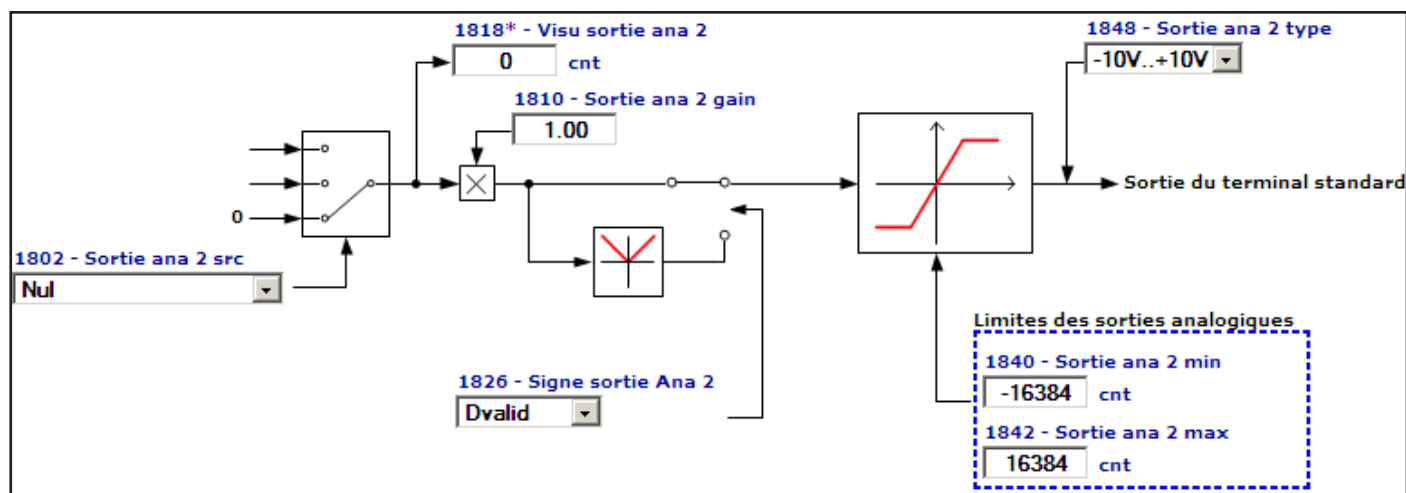 1818* - Visu sortie ana 2
0 cnt
1848 - Sortie ana 2 type
-10V..+10V
1810 - Sortie ana 2 gain
1.00
Sortie du terminal standard
0
1802 - Sortie ana 2 src
Nul
Limites des sorties analogiques
1840 - Sortie ana 2 min
-16384 cnt
1826 - Signe sortie Ana 2
Dvalid
1842 - Sortie ana 2 max
16384 cnt